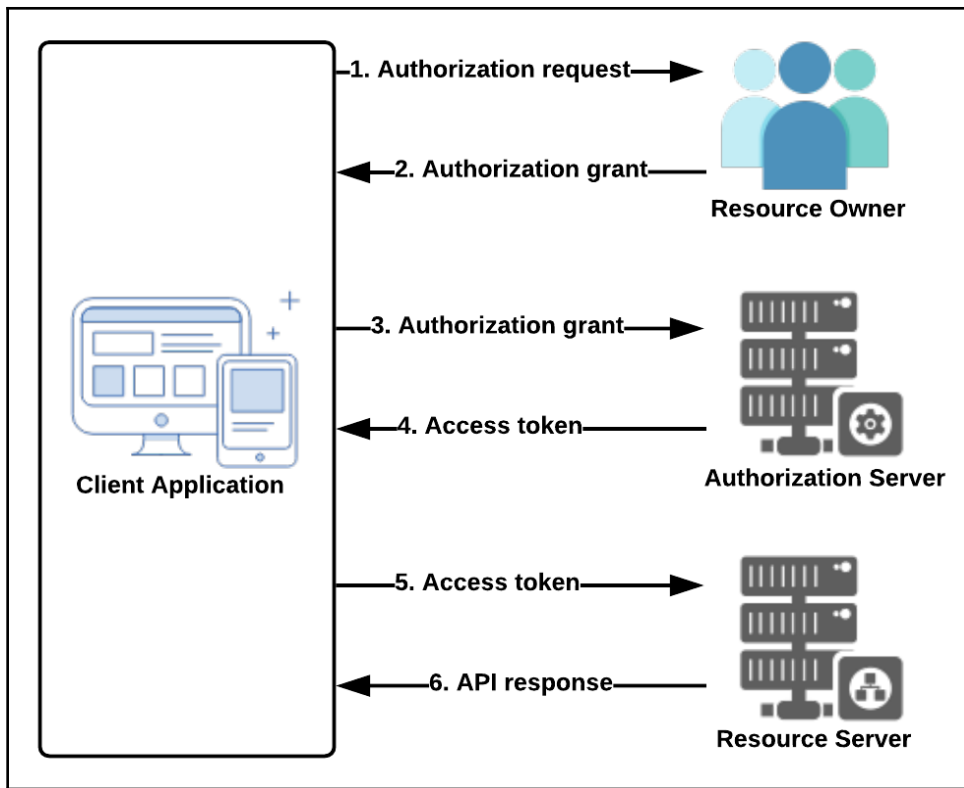 1. Authorization request
2. Authorization grant
Resource Owner
3. Authorization grant
4. Access token
Client Application
Authorization Server
5. Access token
6. API response
Resource Server